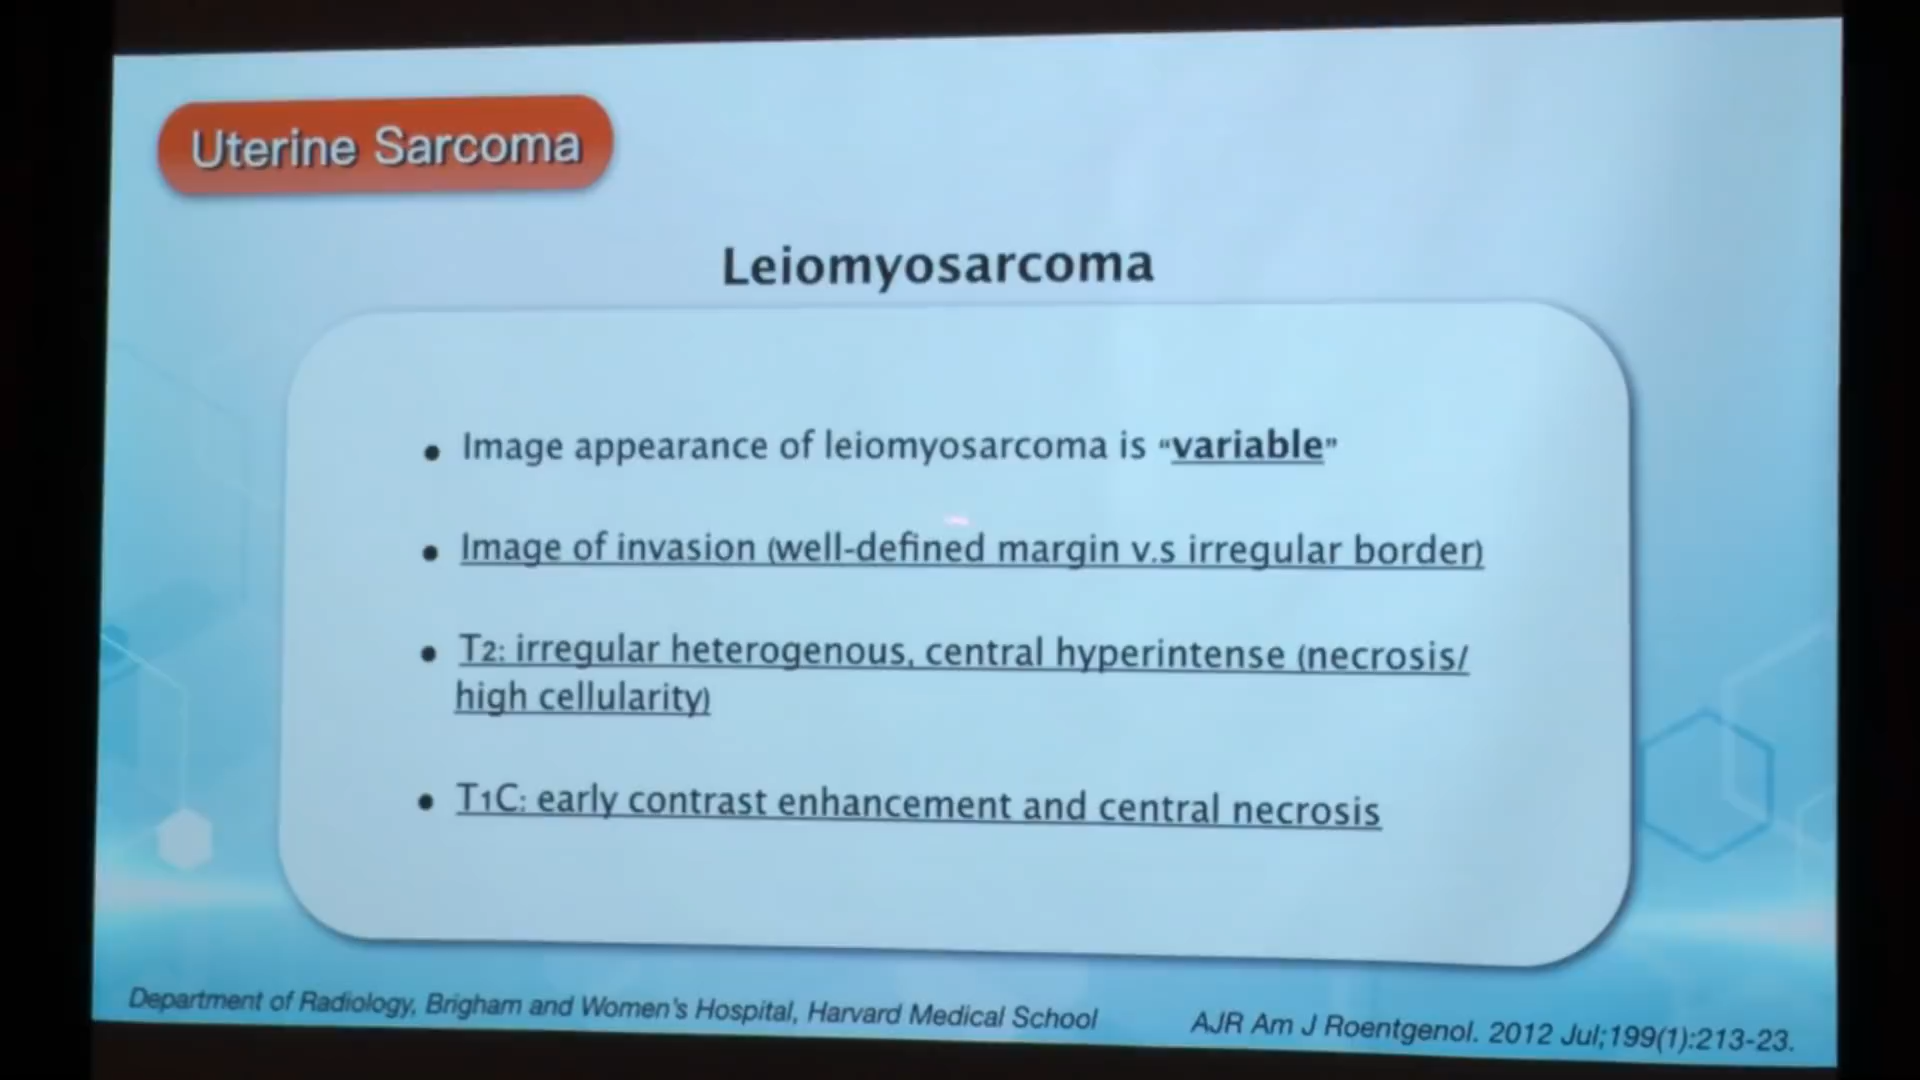 Uterine Sarcoma
Leiomyosarcoma
• Image appearance of leiomyosarcoma is “variable”
• Image of invasion (well-defined margin v.s irregular border)
• T2: irregular heterogenous, central hyperintense (necrosis/
high cellularity)
• T1C: early contrast enhancement and central necrosis
Department of Radiology, Brigham and Women's Hospital, Harvard Medical School
AJR Am J Roentgenol. 2012 Jul;199(1):213-23.